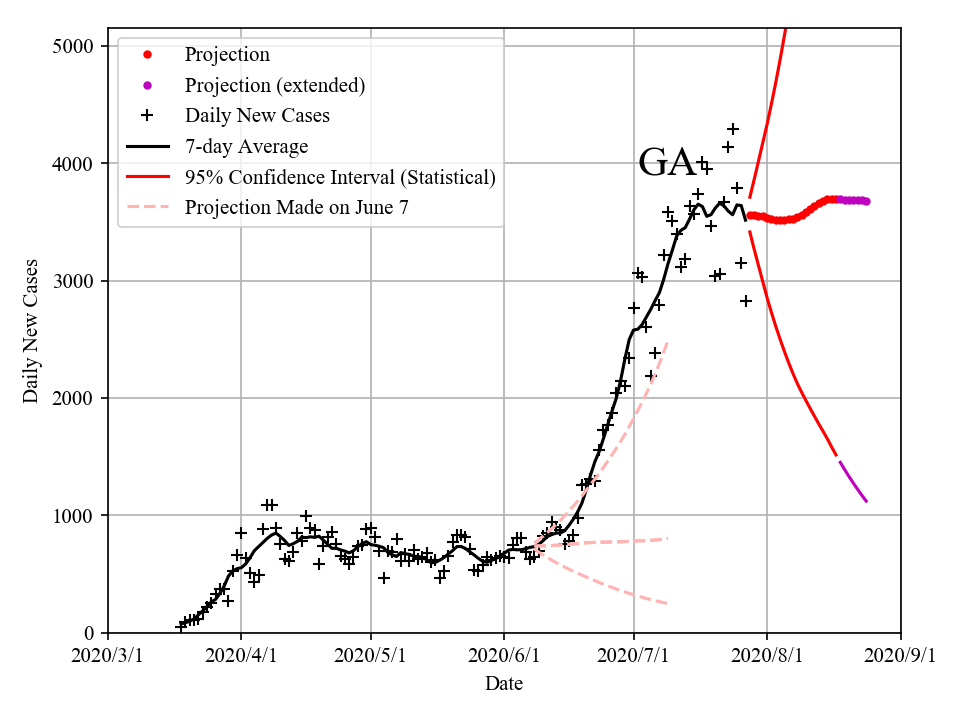 5000
4000
3000
2000
1000
0
Daily New Cases
Projection
Projection (extended)
Daily New Cases
7-day Average
95% Confidence Interval (Statistical)
Projection Made on June 7
GA
2020/3/1 2020/4/1 2020/5/1 2020/6/1 2020/7/1 2020/8/1 2020/9/1
Date